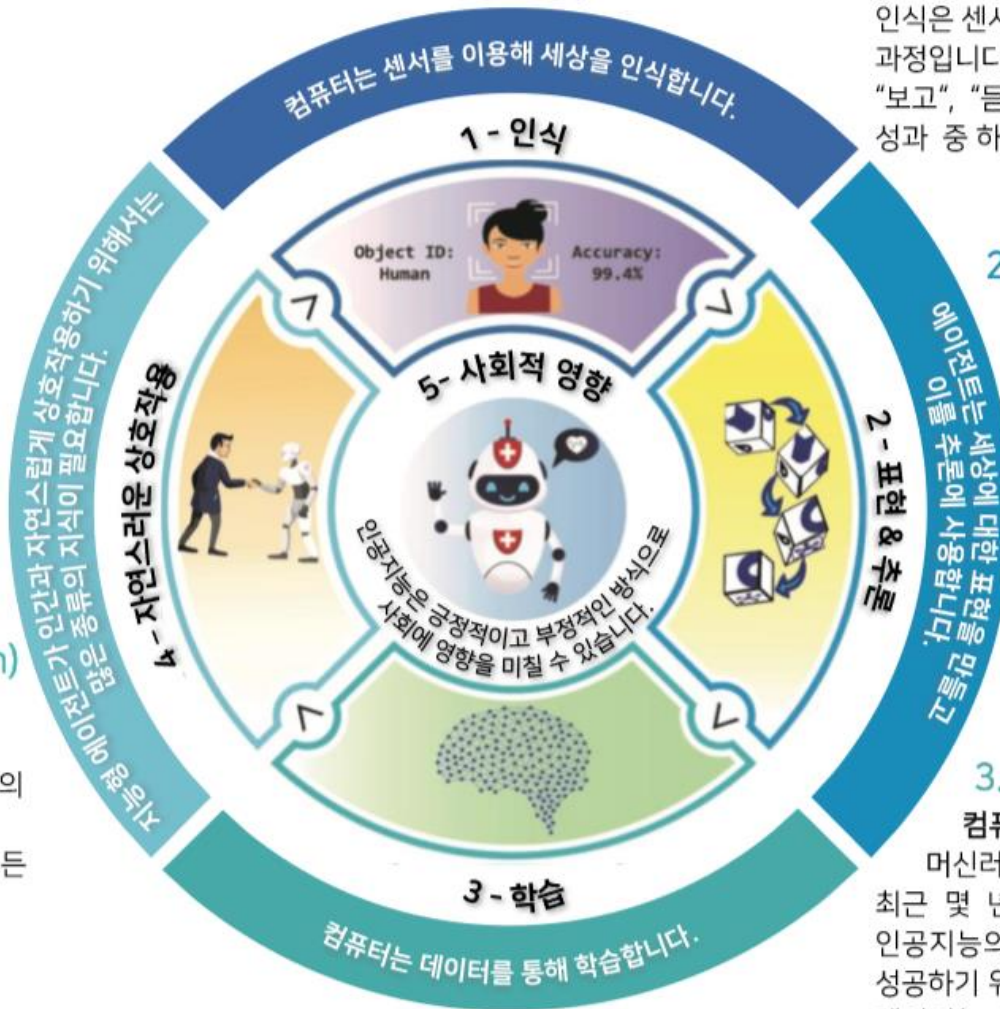 인식은 센서
과정입니다
“보고“, “듣
성과 중 하
컴퓨터는 센서를 이용해 세상을 인식합니다.
1 - 인식
Object ID:
Human
Accuracy:
99.4%
2
에이전트는 세상에 대한 표현을 만들고
이를 추론에 사용합니다.
2 - 표현 & 추론
5- 사회적 영향
인공지능은 긍정적이고 부정적인 방식으로
사회에 영향을 미칠 수 있습니다.
지능형 에이전트가 인간과 자연스럽게 상호작용하기 위해서는
많은 종류의 지식이 필요합니다.
4 - 자연스러운 상호작용
n)
의
든
3 - 학습
컴퓨터는 데이터를 통해 학습합니다.
3.
컴퓨
머신러
최근 몇 년
인공지능의
성공하기 위